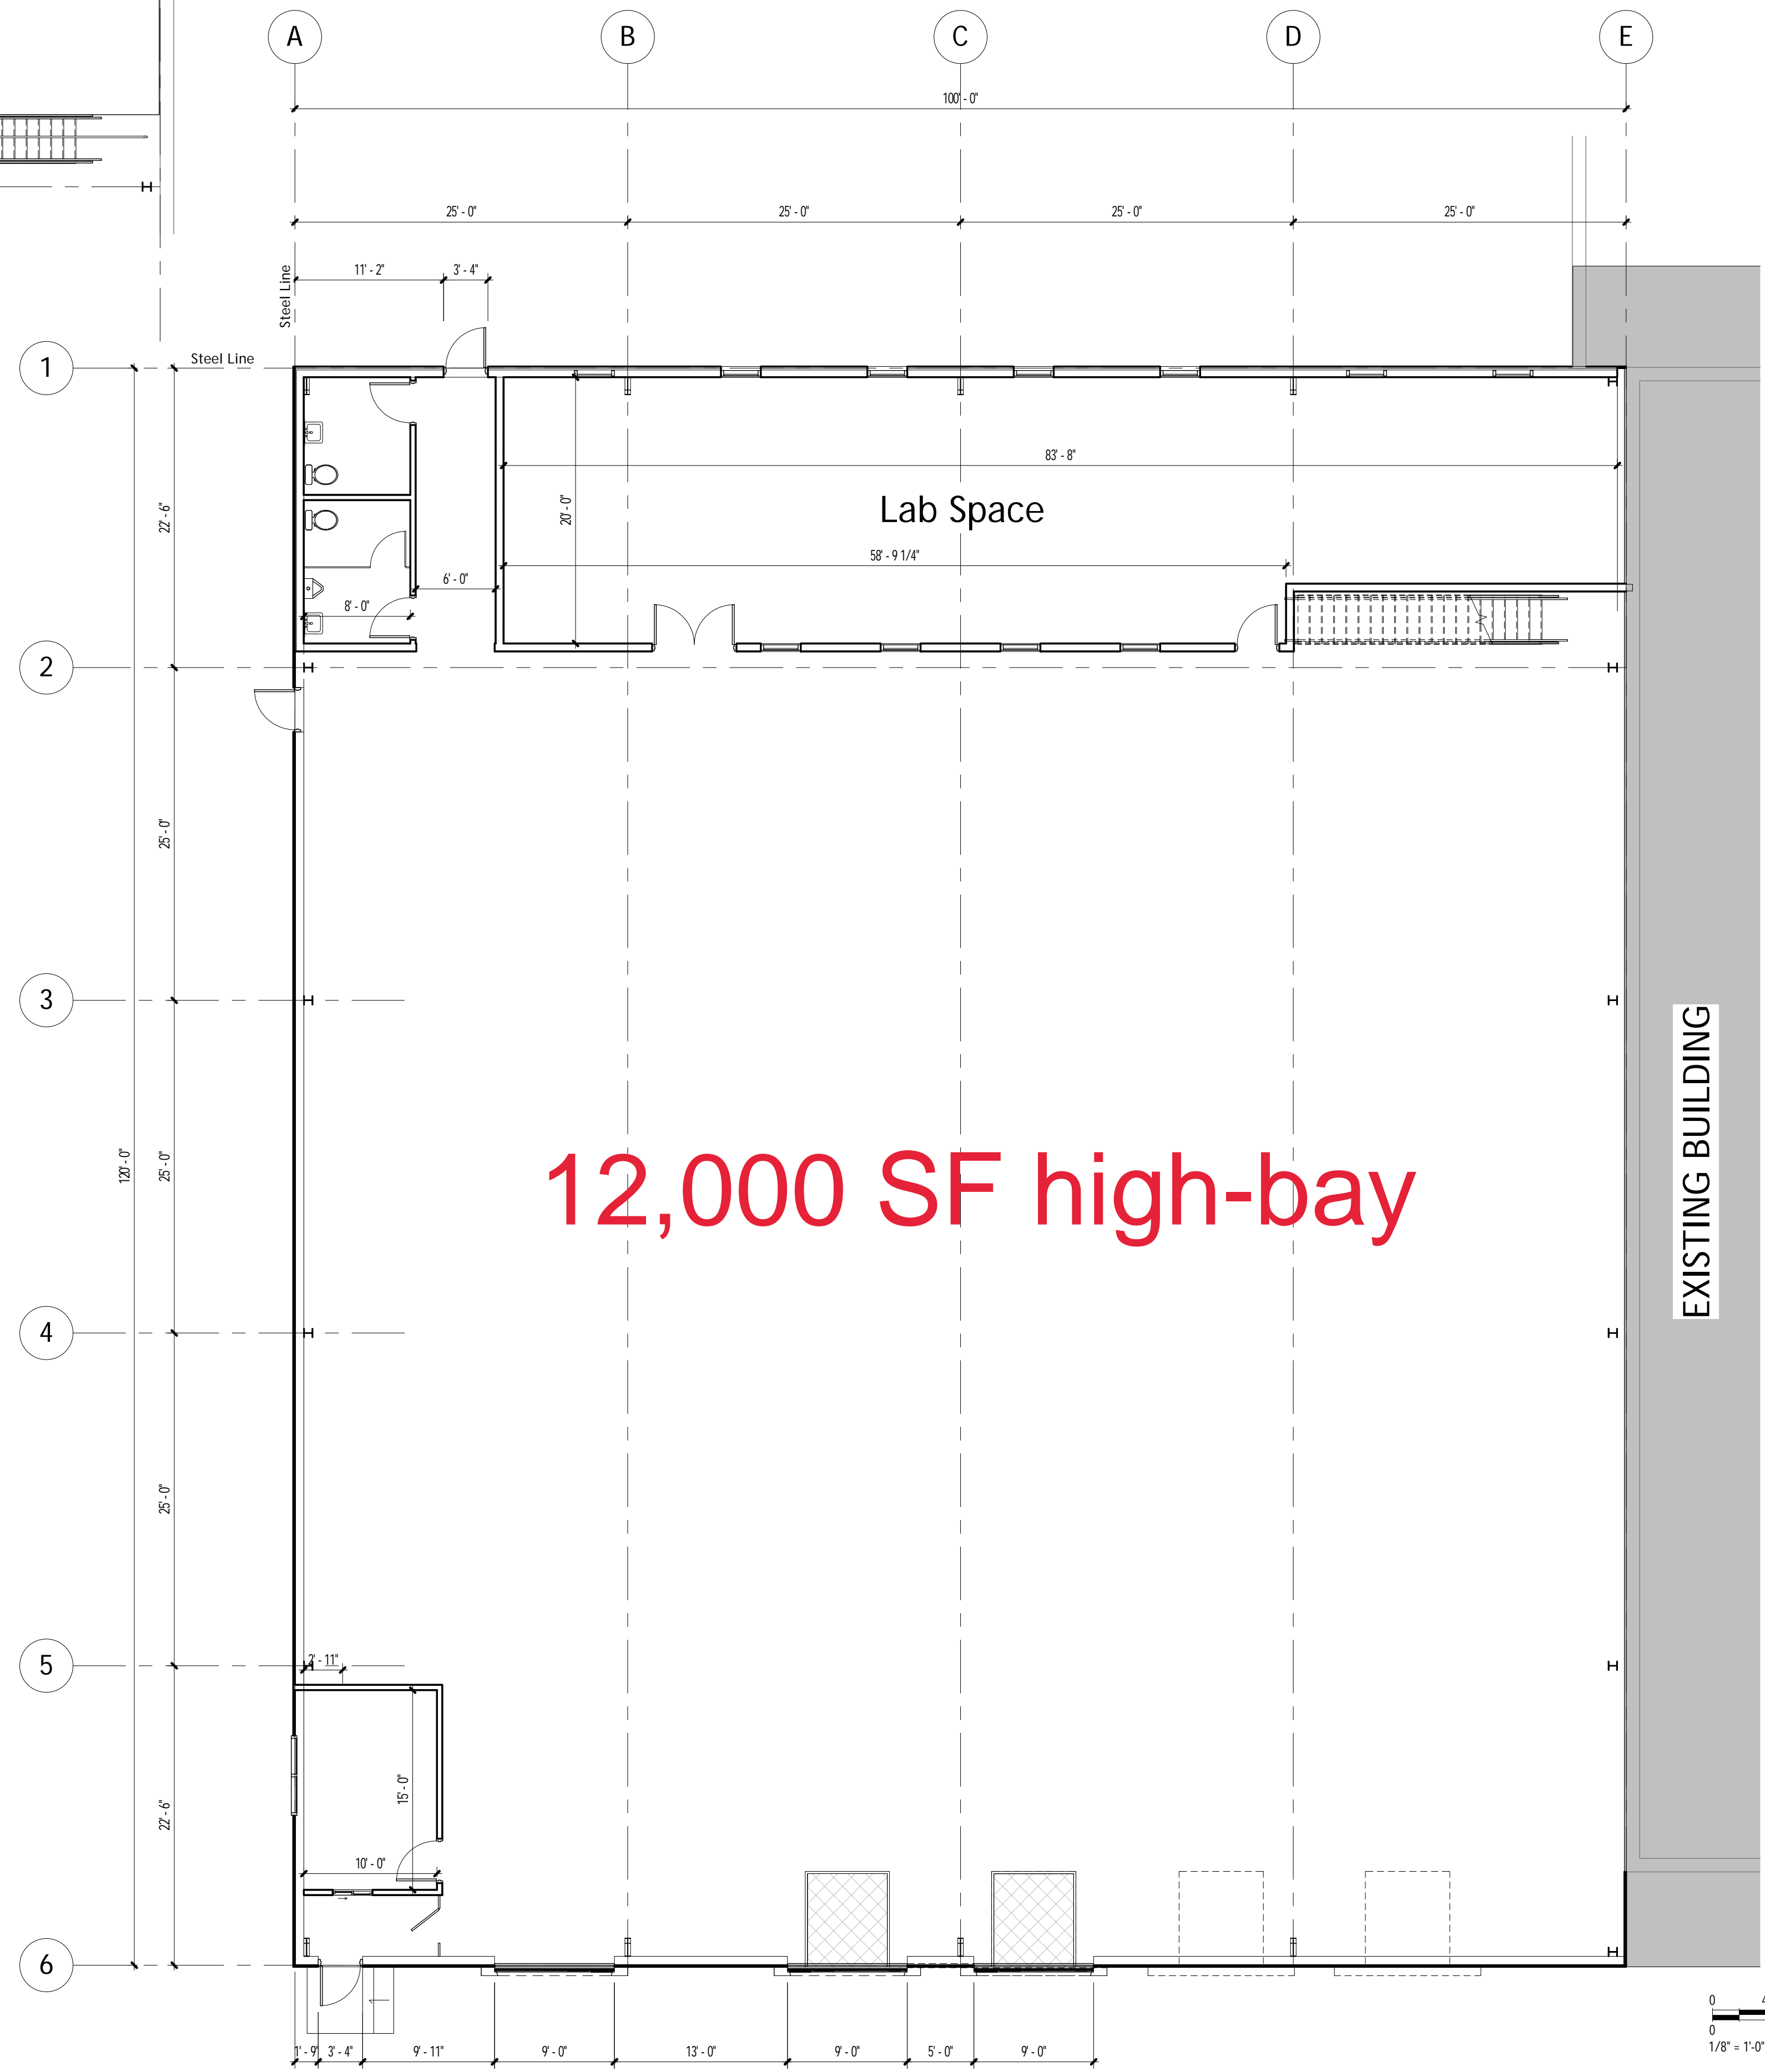 A B C D E
100' - 0"
25' - 0" 25' - 0" 25' - 0" 25' - 0"
11' - 2" 3' - 4"
Steel Line
Steel Line
1
83' - 8"
Lab Space
20' - 0"
22' - 6"
58' - 9 1/4"
6' - 0"
8' - 0"
2
25' - 0"
3
EXISTING BUILDING
120' - 0"
25' - 0"
12,000 SF high-bay
4
25' - 0"
5
2' - 11"
15' - 0"
22' - 6"
10' - 0"
6
0 4
0
1/8" = 1'-0"
1' - 9" 3' - 4" 9' - 11" 9' - 0" 13' - 0" 9' - 0" 5' - 0" 9' - 0"